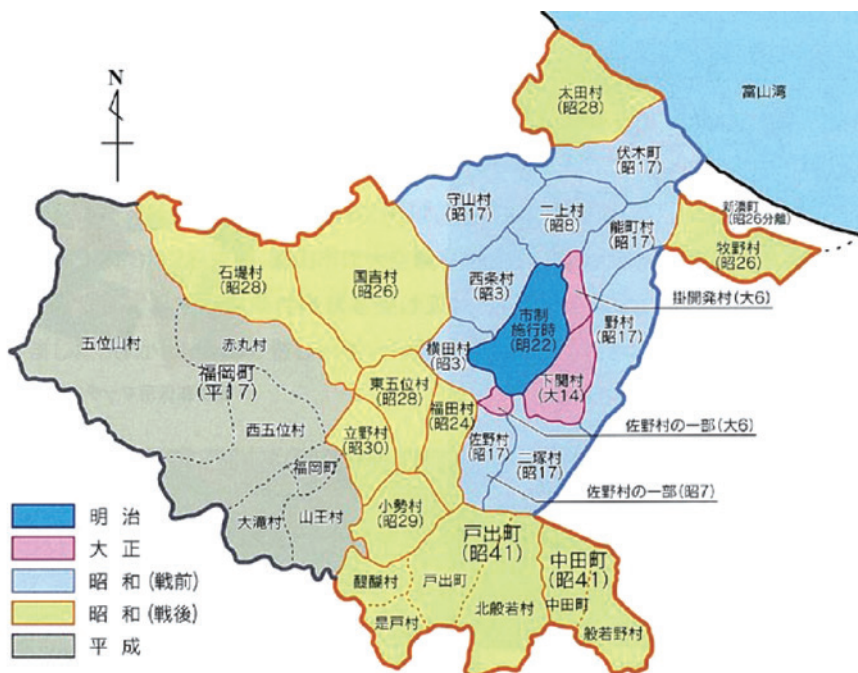 N
富山湾
太田村
(昭28)
伏木町
(昭17)
守山村
(昭17)
二上村
(昭8)
能町村
(昭17)
新湊町
(昭26分離)
牧野村
(昭26)
石堤村
(昭28)
国吉村
(昭26)
西条村
(昭3)
市制
施行時
(明22)
掛開発村(大6)
野村
(昭17)
五位山村
赤丸村
福岡町
(平17)
横田村
(昭3)
下関村
(大14)
東五位村
(昭28)
福田村
(昭24)
佐野村の一部(大6)
西五位村
立野村
(昭30)
佐野村
(昭17)
二塚村
(昭17)
福岡町
佐野村の一部(昭7)
大滝村
山王村
小勢村
(昭29)
戸出町
(昭41)
中田町
(昭41)
醍醐村
戸出町
北般若村
中田町
是戸村
般若野村
明治
大正
昭和(戦前)
昭和(戦後)
平成